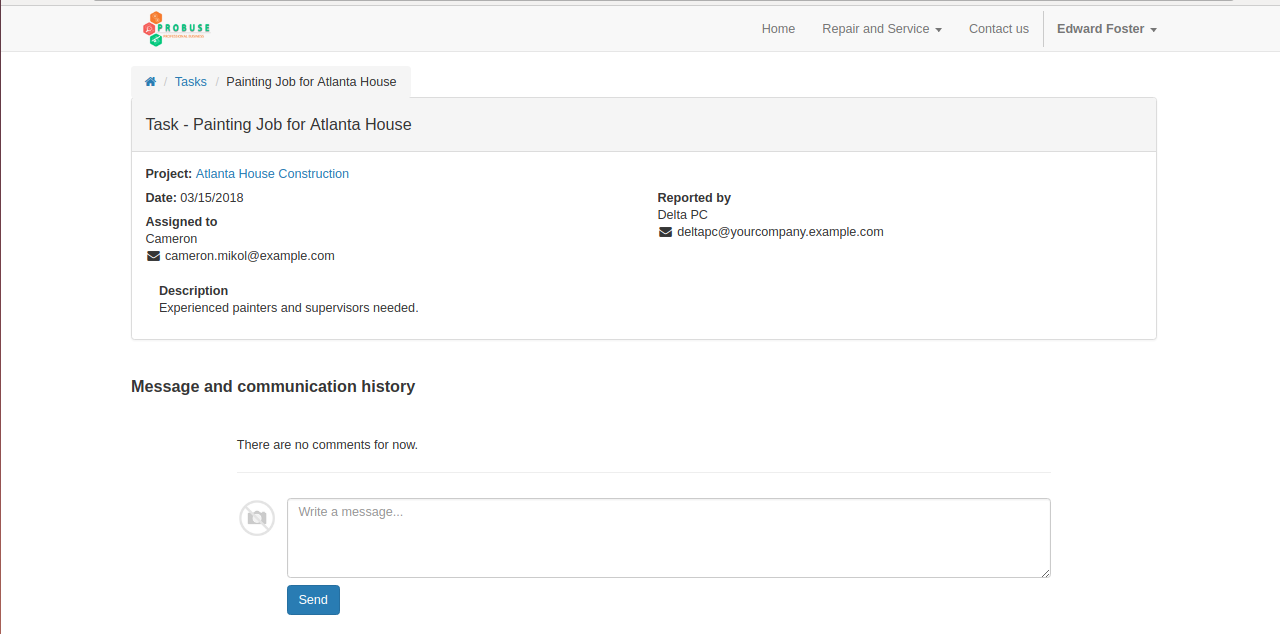 PROBUSE
Home
Repair and Service
Contact us
Edward Foster
/ Tasks / Painting Job for Atlanta House
Task - Painting Job for Atlanta House
Project: Atlanta House Construction
Date: 03/15/2018
Reported by
Delta PC
deltapc@yourcompany.example.com
Assigned to
Cameron
cameron.mikol@example.com
Description
Experienced painters and supervisors needed.
Message and communication history
There are no comments for now.
Write a message...
Send